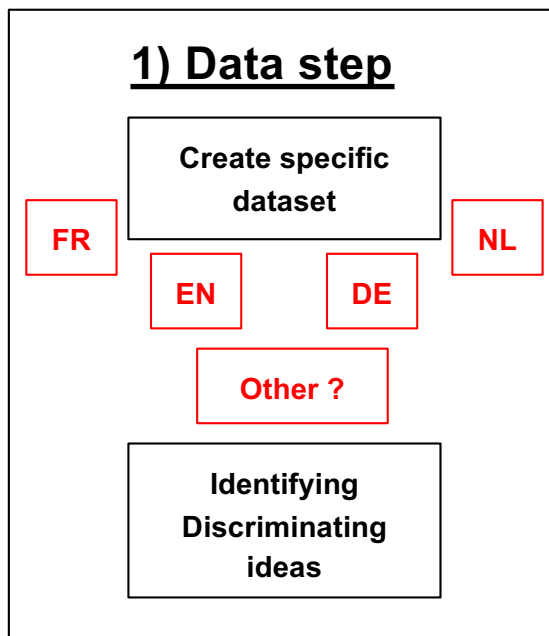 1) Data step
Create specific
dataset
FR
NL
EN
DE
Other ?
Identifying
Discriminating
ideas